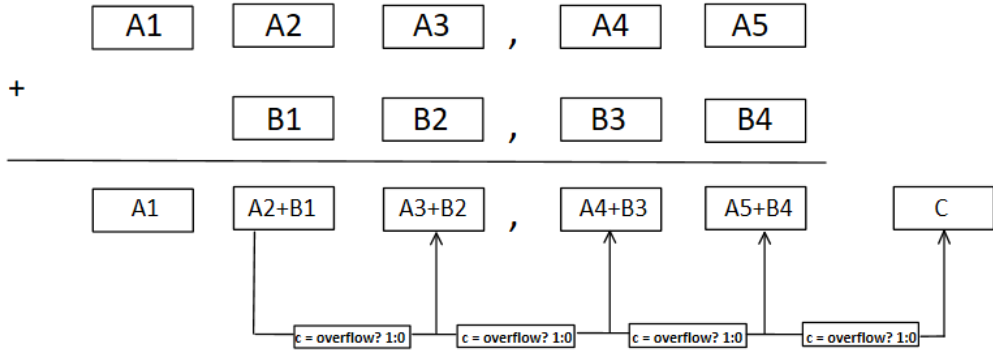 A1 A2 A3 , A4 A5
+
B1 B2 , B3 B4
A1 A2+B1 A3+B2 , A4+B3 A5+B4 C
c = overflow? 1:0 c = overflow? 1:0 c = overflow? 1:0 c = overflow? 1:0